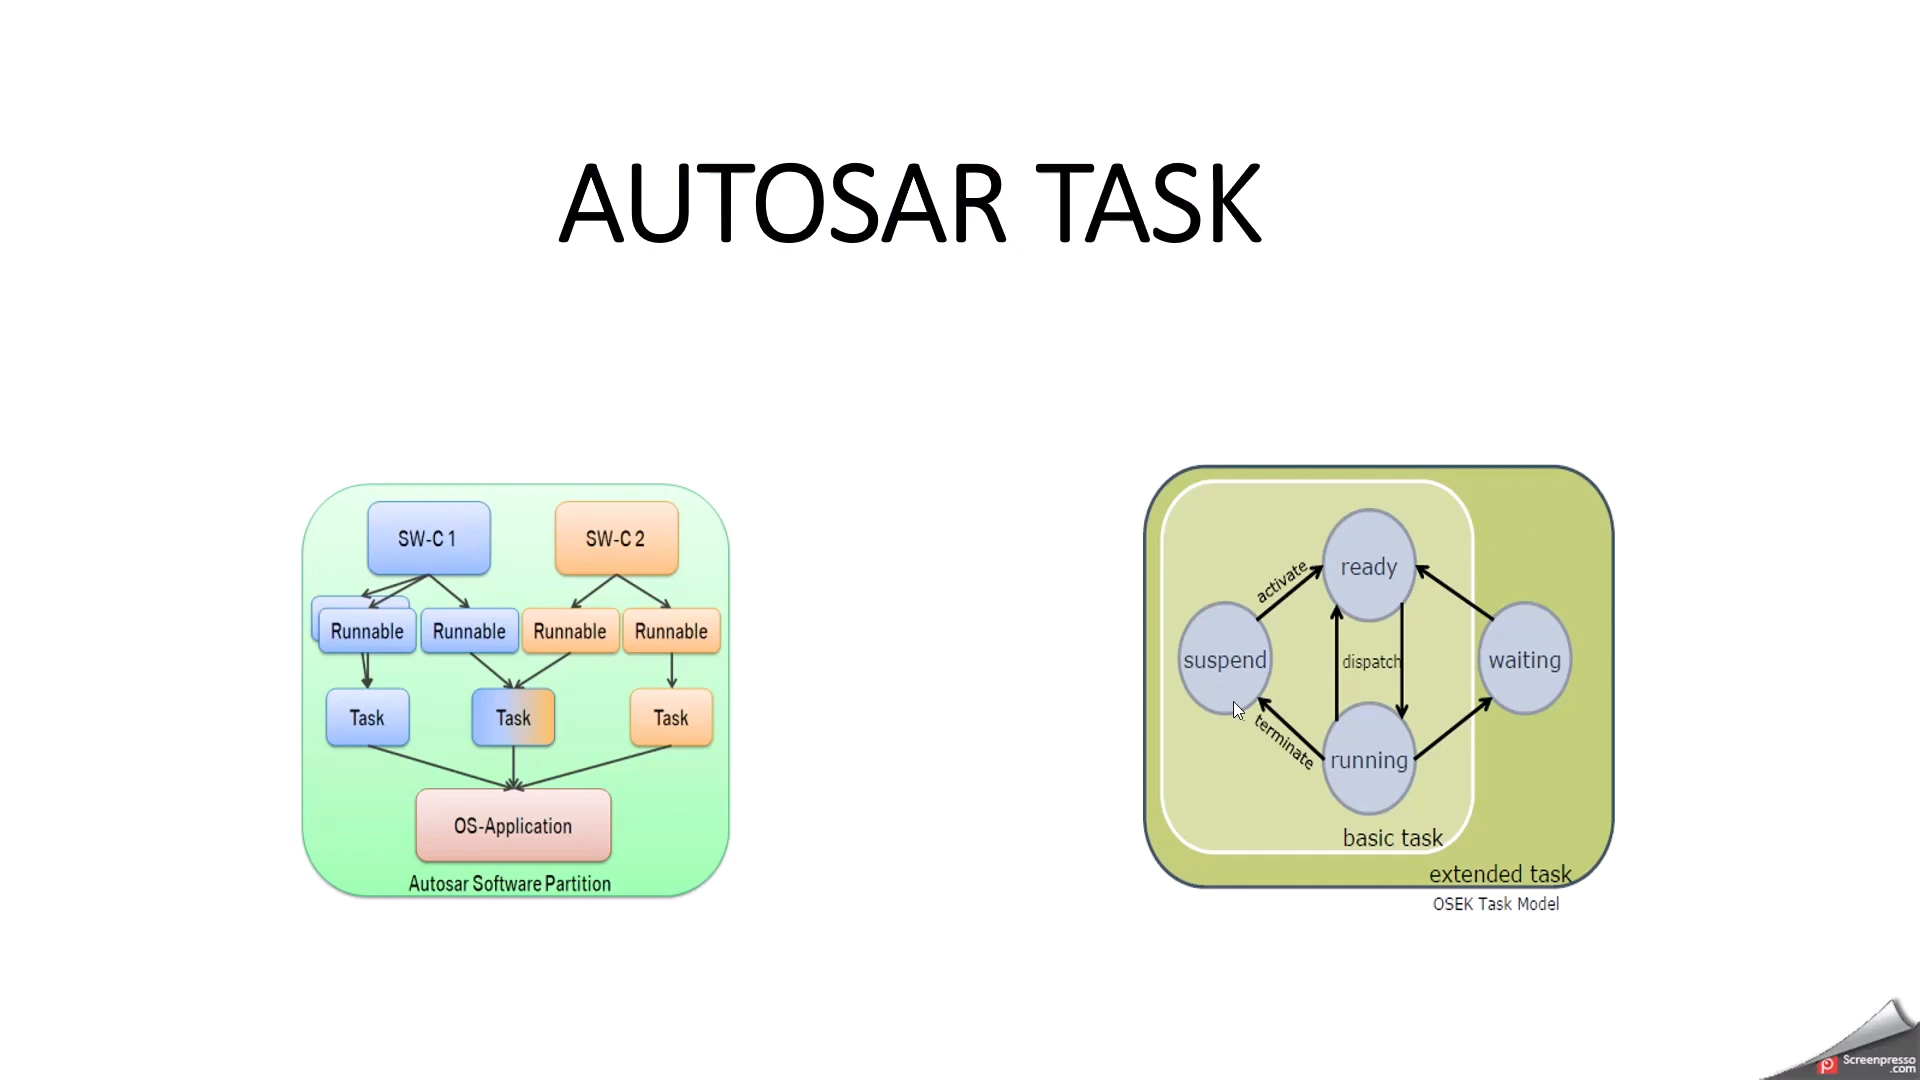 AUTOSAR TASK
SW-C 1
SW-C 2
Runnable
Runnable
Runnable
Runnable
Task
Task
Task
OS-Application
Autosar Software Partition
ready
activate
suspend
dispatch
waiting
terminate
running
basic task
extended task
OSEK Task Model
Screenpresso
.com